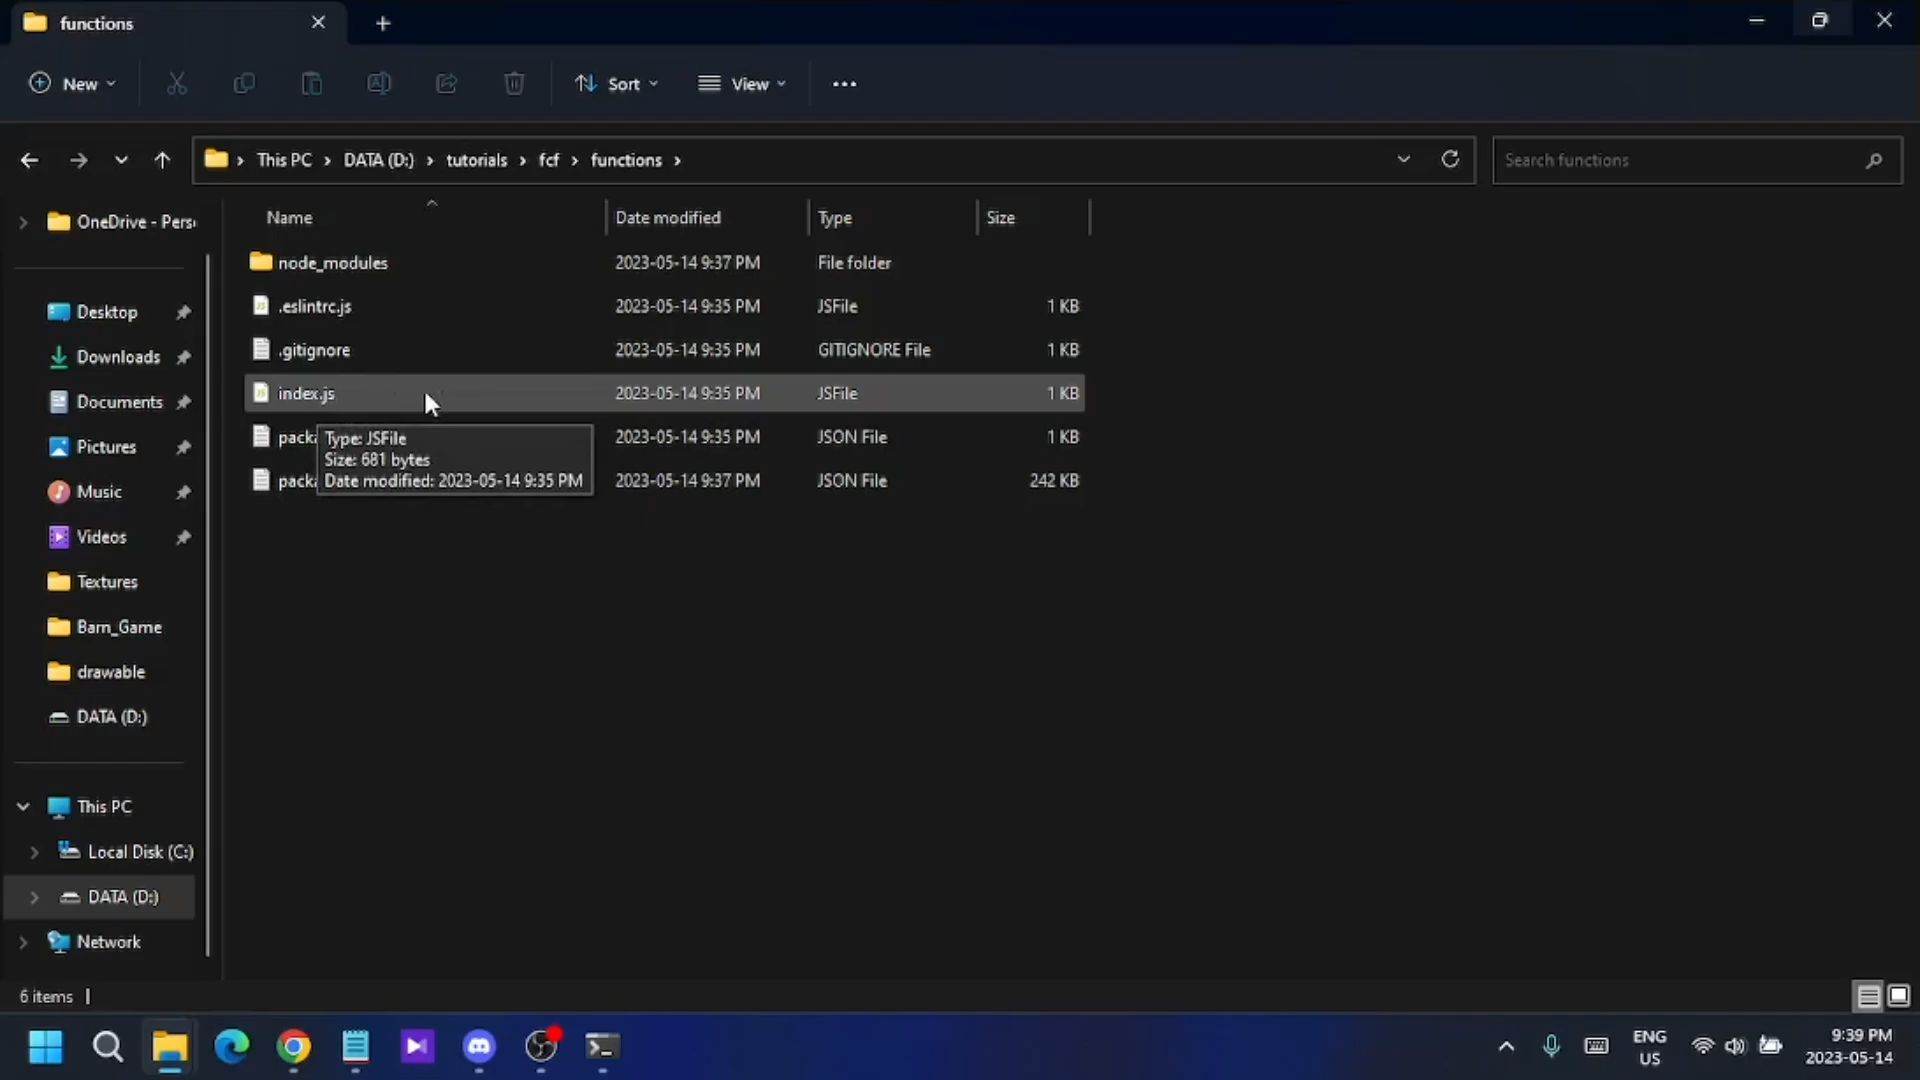 functions
New
Sort
View
This PC > DATA (D:) > tutorials > fcf > functions >
Search functions
Name Date modified Type Size
node_modules 2023-05-14 9:37 PM File folder
.eslintrc.js 2023-05-14 9:35 PM JSFile 1 KB
.gitignore 2023-05-14 9:35 PM GITIGNORE File 1 KB
index.js 2023-05-14 9:35 PM JSFile 1 KB
2023-05-14 9:35 PM JSON File 1 KB
2023-05-14 9:37 PM JSON File 242 KB
Type: JSFile
Size: 681 bytes
Date modified: 2023-05-14 9:35 PM
OneDrive - Pers
Desktop
Downloads
Documents
Pictures
Music
Videos
Textures
Barn_Game
drawable
DATA (D:)
This PC
Local Disk (C:)
DATA (D:)
Network
6 items
ENG
US
9:39 PM
2023-05-14